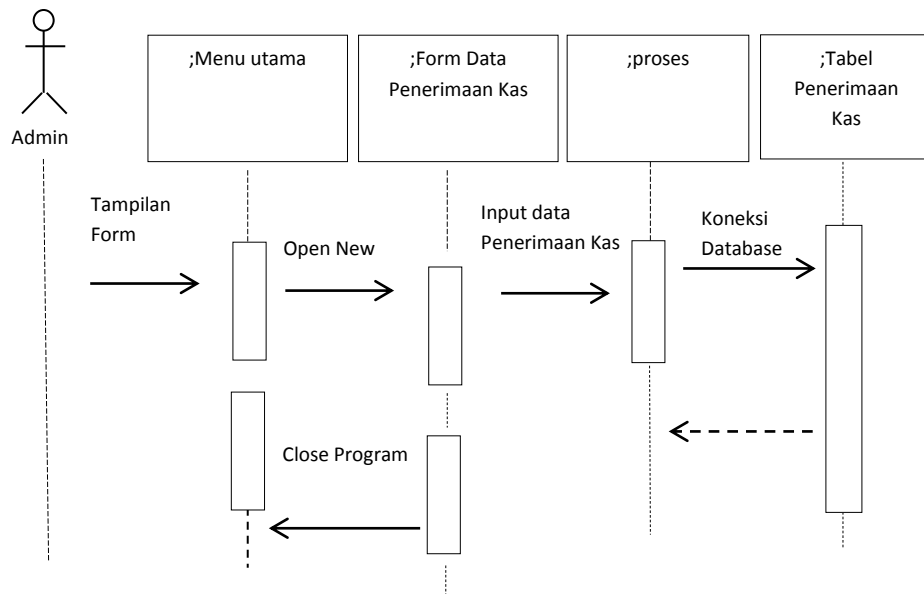 Admin
;Menu utama
;Form Data
Penerimaan Kas
;proses
;Tabel
Penerimaan
Kas
Tampilan
Form
Open New
Input data
Penerimaan Kas
Koneksi
Database
Close Program